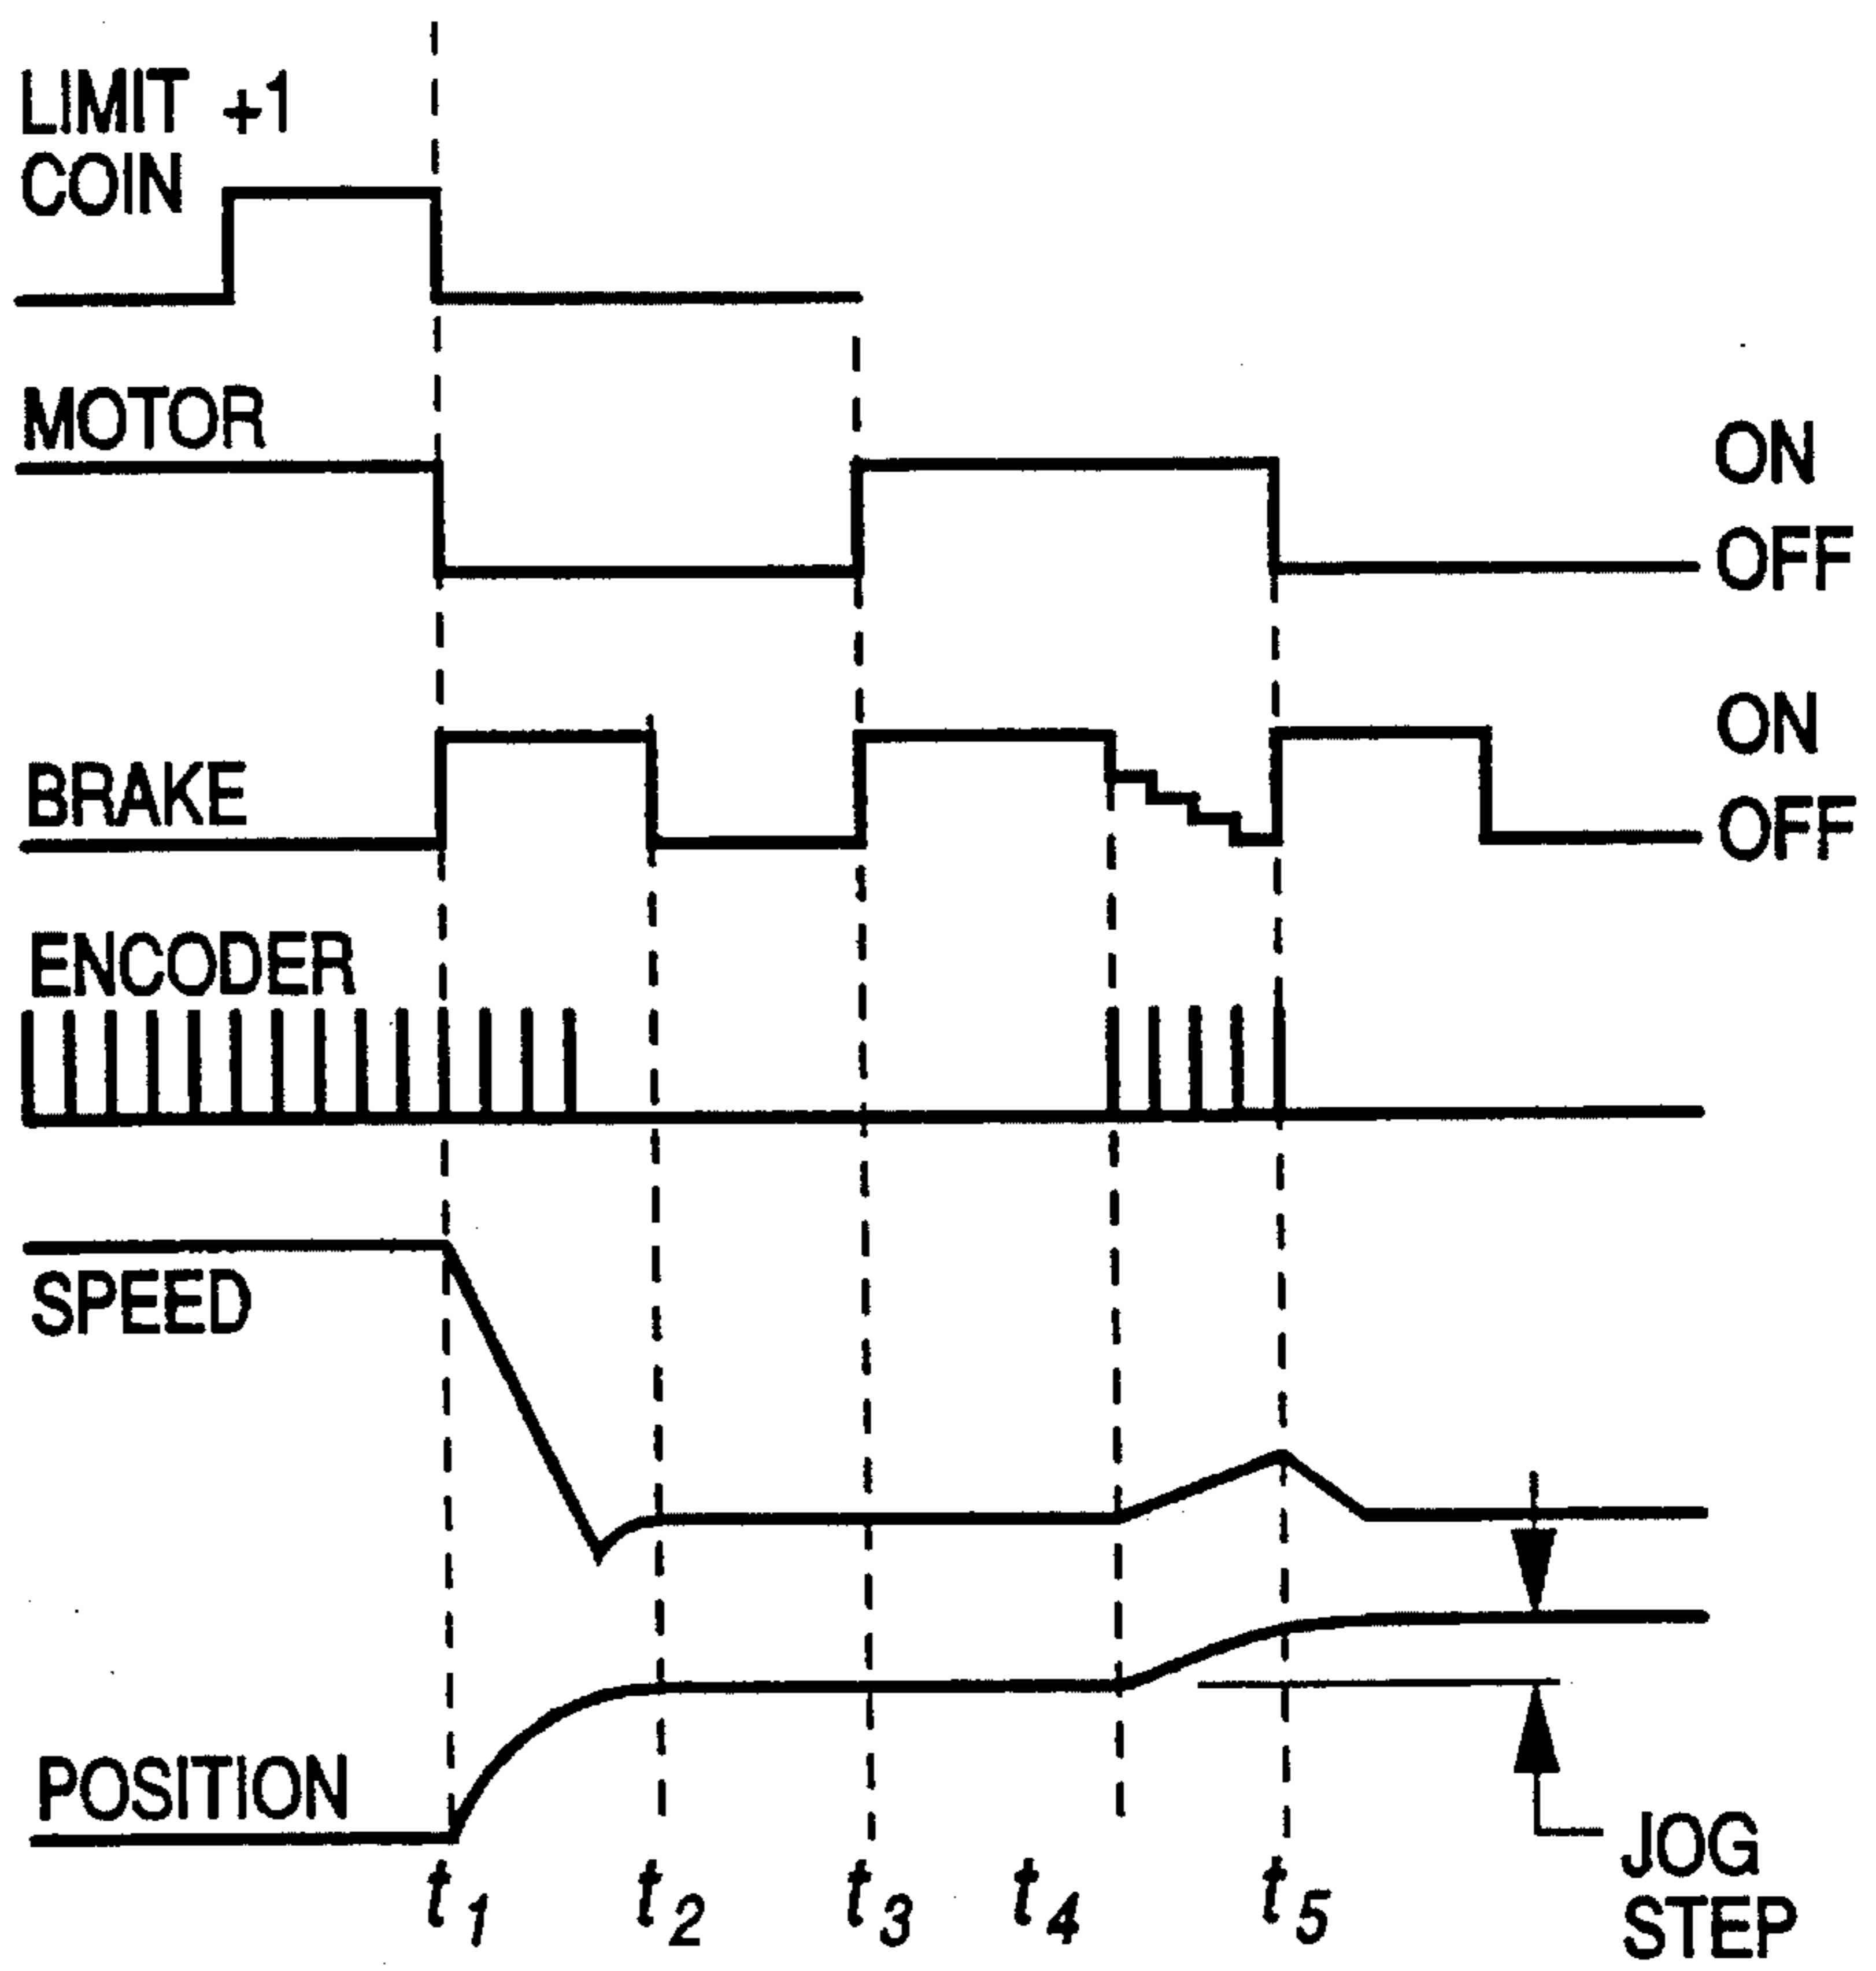 LIMIT +1
COIN
MOTOR
ON
OFF
BRAKE
ON
OFF
ENCODER
SPEED
POSITION
t1 t2 t3 t4 t5
JOG
STEP